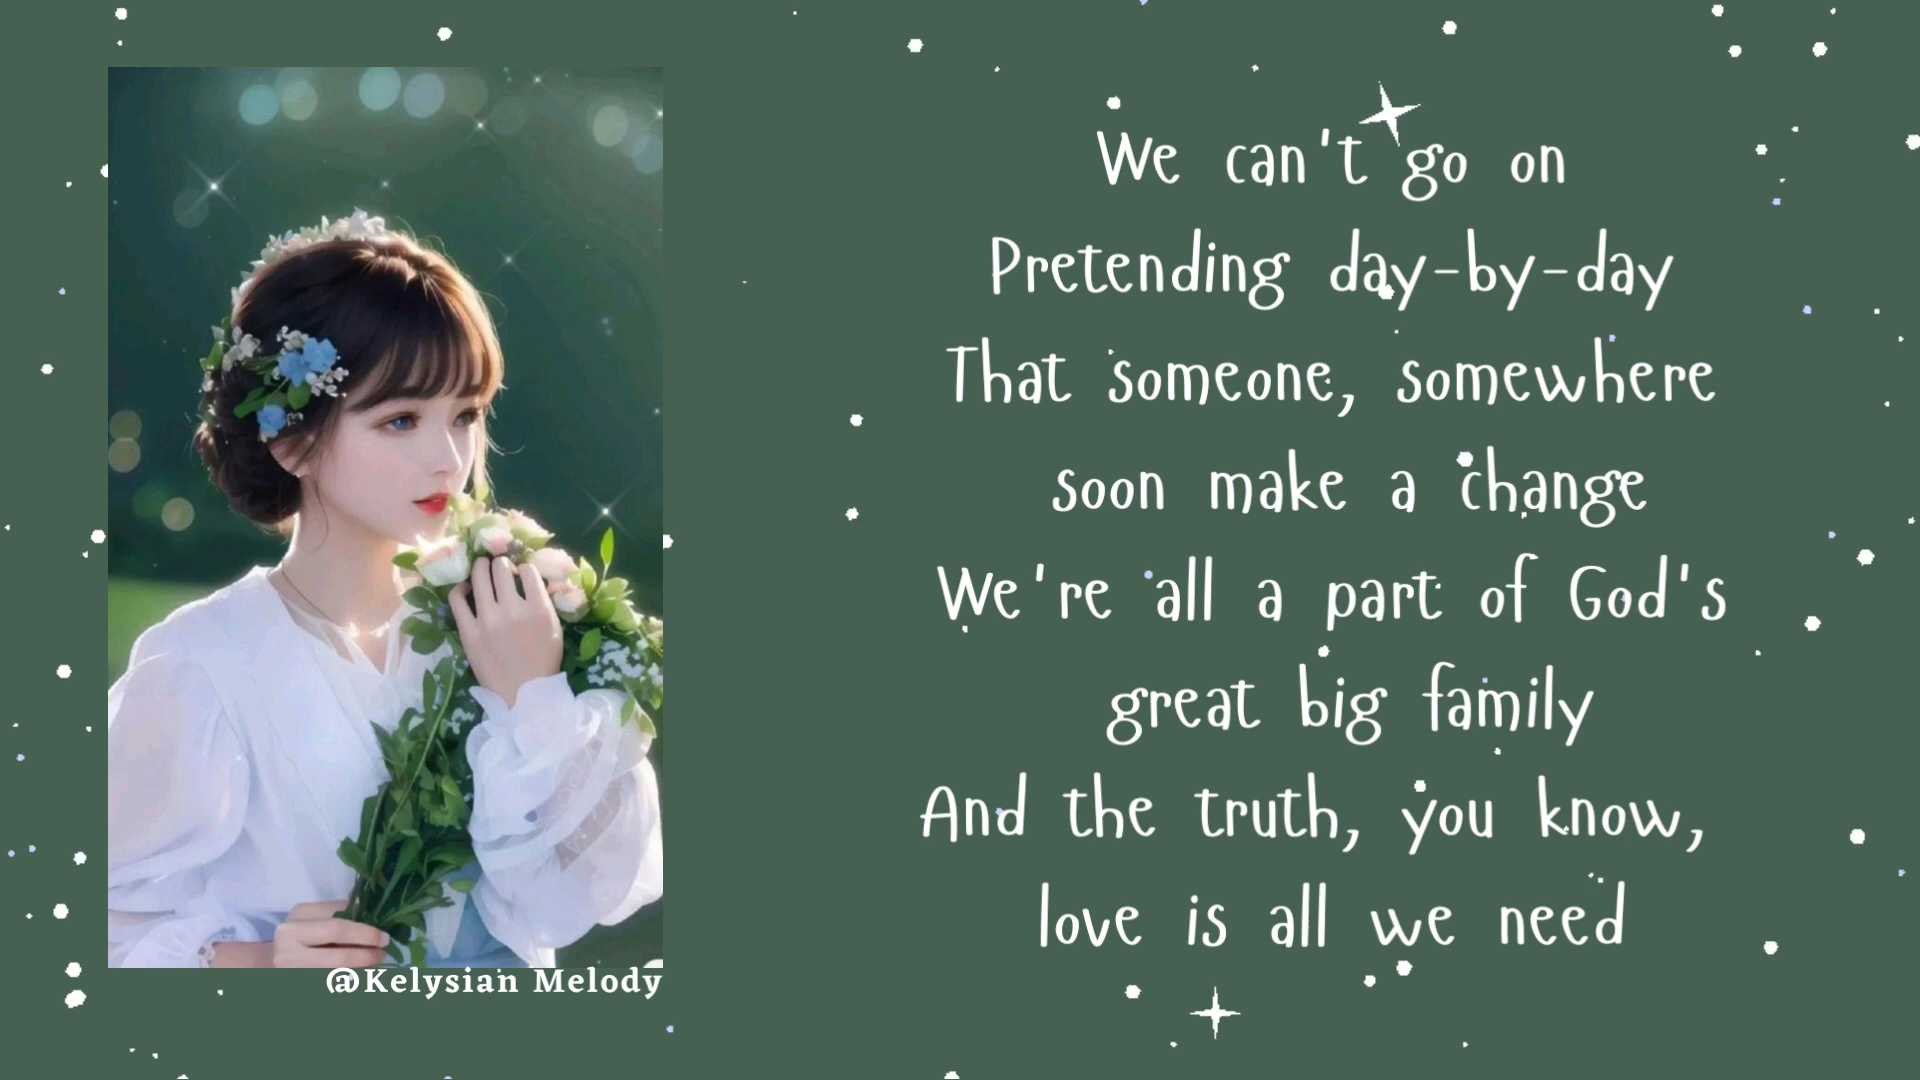 We can't go on
Pretending day-by-day
That someone, somewhere
soon make a change
We're all a part of God's
great big family
And the truth, you know,
love is all we need
@Kelysian Melody